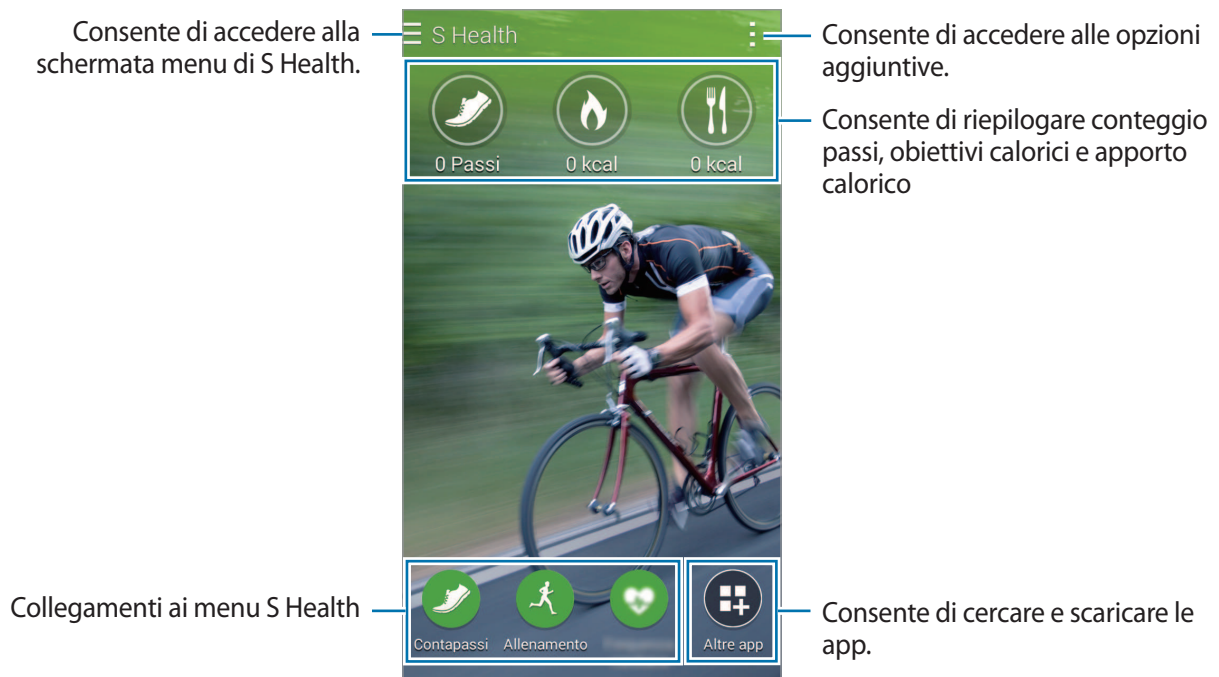 Consente di accedere alla
schermata menu di S Health.
S Health
Consente di accedere alle opzioni
aggiuntive.
Consente di riepilogare conteggio
passi, obiettivi calorici e apporto
calorico
0 Passi
0 kcal
0 kcal
Collegamenti ai menu S Health
Contapassi
Allenamento
Altre app
Consente di cercare e scaricare le
app.